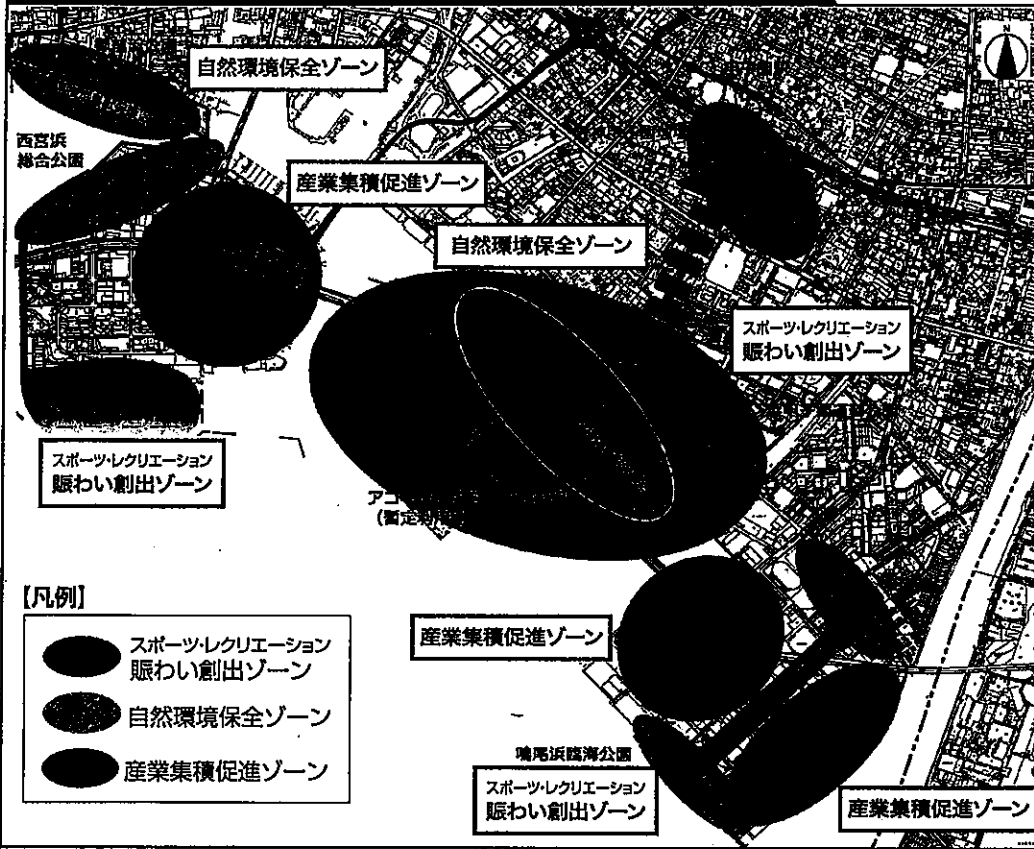 N
自然環境保全ゾーン
西宮浜
総合公園
産業集積促進ゾーン
自然環境保全ゾーン
スポーツ・レクリエーション
賑わい創出ゾーン
スポーツ・レクリエーション
賑わい創出ゾーン
【凡例】
スポーツ・レクリエーション
賑わい創出ゾーン
自然環境保全ゾーン
産業集積促進ゾーン
産業集積促進ゾーン
鳴尾浜臨海公園
スポーツ・レクリエーション
賑わい創出ゾーン
産業集積促進ゾーン